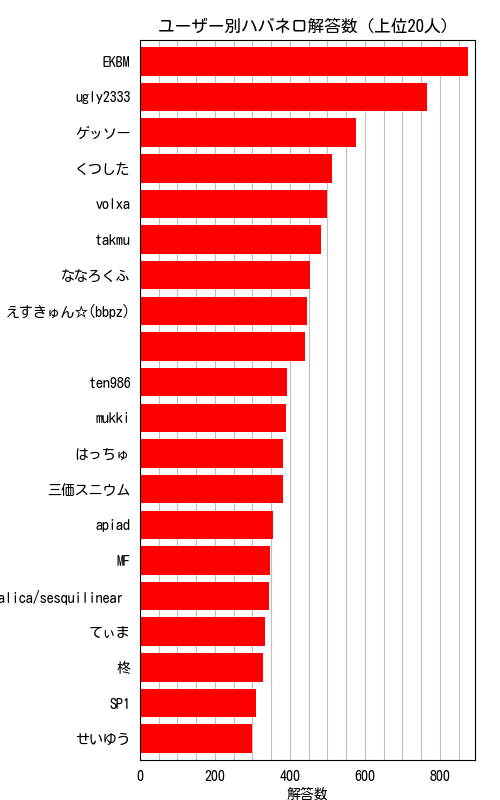 ユーザー別ハバネロ解答数（上位20人）
EKBM
ugly2333
ゲッソー
くつした
volxa
takmu
ななろくふ
えすきゅん☆(bbpz)
ten986
mukki
はっちゅ
三価スニウム
apiad
MF
alica/sesquilinear
てぃま
柊
SP1
せいゆう
0 200 400 600 800
解答数